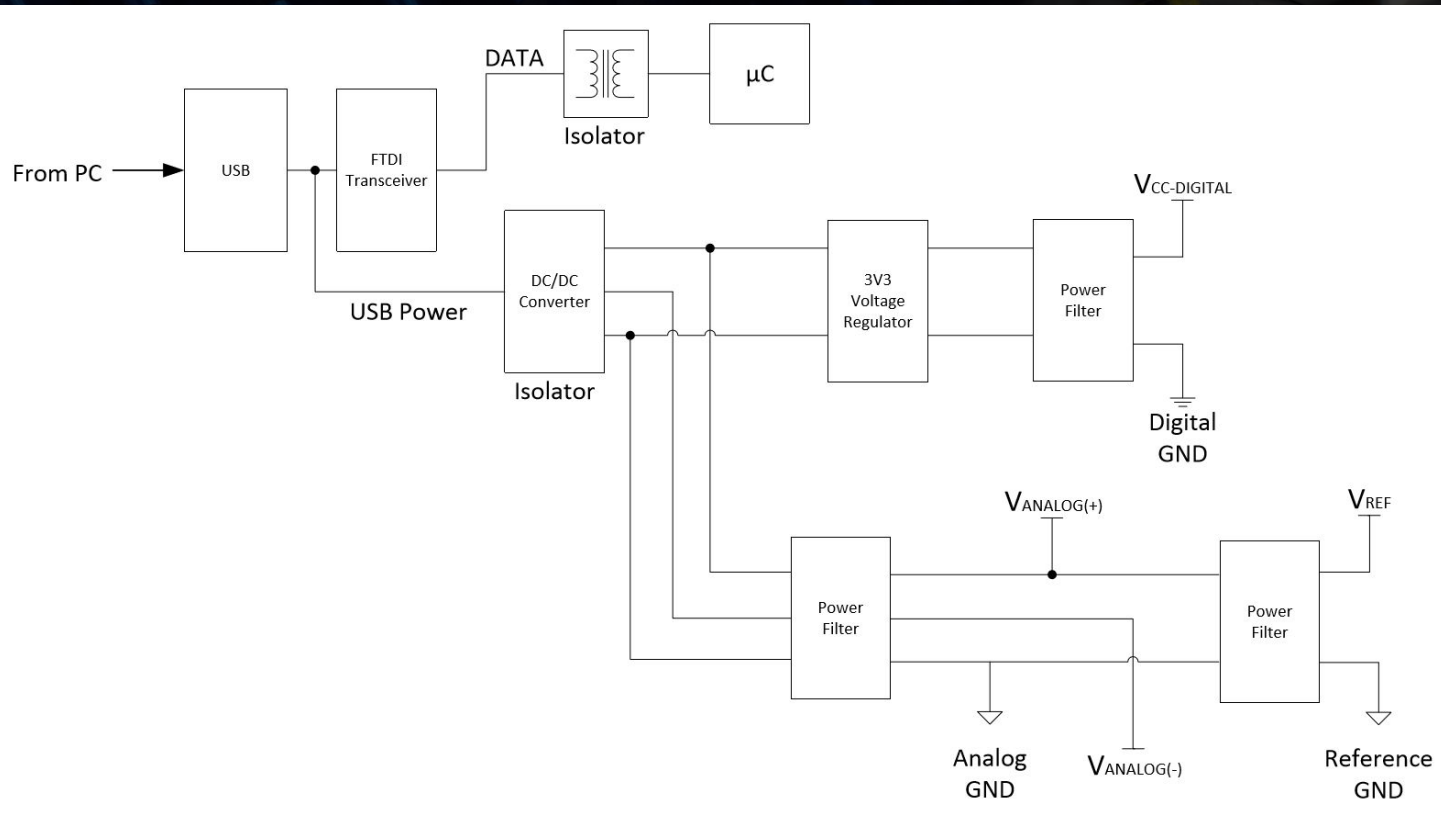 DATA
µC
Isolator
From PC
USB
FTDI
Transceiver
VCC-DIGITAL
DC/DC
Converter
USB Power
Isolator
3V3
Voltage
Regulator
Power
Filter
Digital
GND
VANALOG(+)
VREF
Power
Filter
Power
Filter
Analog
GND
VANALOG(-)
Reference
GND